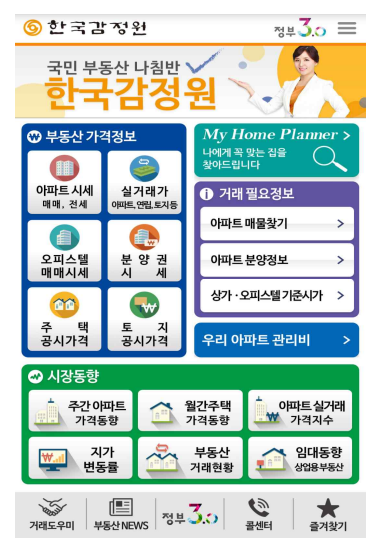 한국감정원
정부3.0
국민 부동산 나침반
한국감정원
부동산 가격정보
아파트 시세
매매, 전세
실거래가
아파트, 연립, 토지등
오피스텔
매매시세
분양권
시세
주택
공시가격
토지
공시가격
My Home Planner >
나에게 꼭 맞는 집을
찾아드립니다
거래 필요정보
아파트 매물찾기 >
아파트 분양정보 >
상가·오피스텔 기준시가 >
우리 아파트 관리비 >
시장동향
주간 아파트
가격동향
월간주택
가격동향
아파트 실거래
가격지수
지가
변동률
부동산
거래현황
임대동향
상업용부동산
거래도우미
부동산 NEWS
정부3.0
콜센터
즐겨찾기